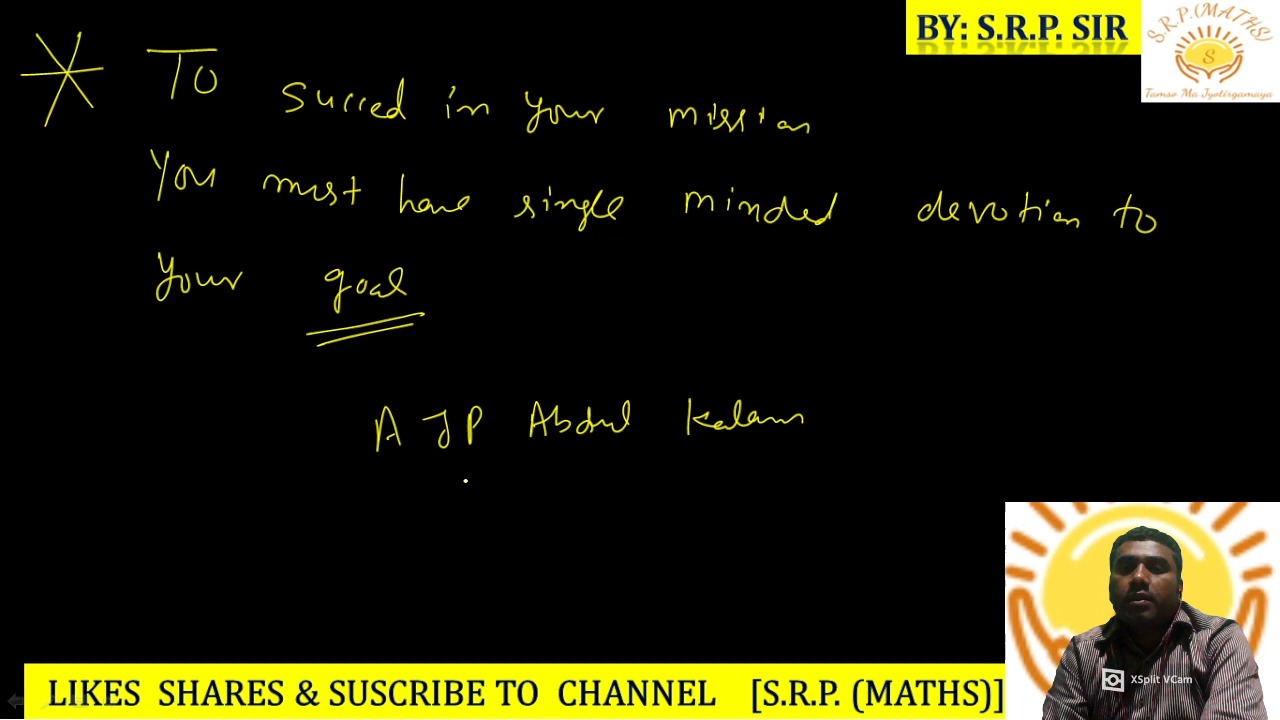 BY: S.R.P. SIR
S.R.P.(MATHS)
S
Tamso Ma Jyotirgamaya
To succed in your mission
You must have single minded devotion to
your goal
A J P Abdul Kalam
XSplit VCam
LIKES SHARES & SUSCRIBE TO CHANNEL [S.R.P. (MATHS)]